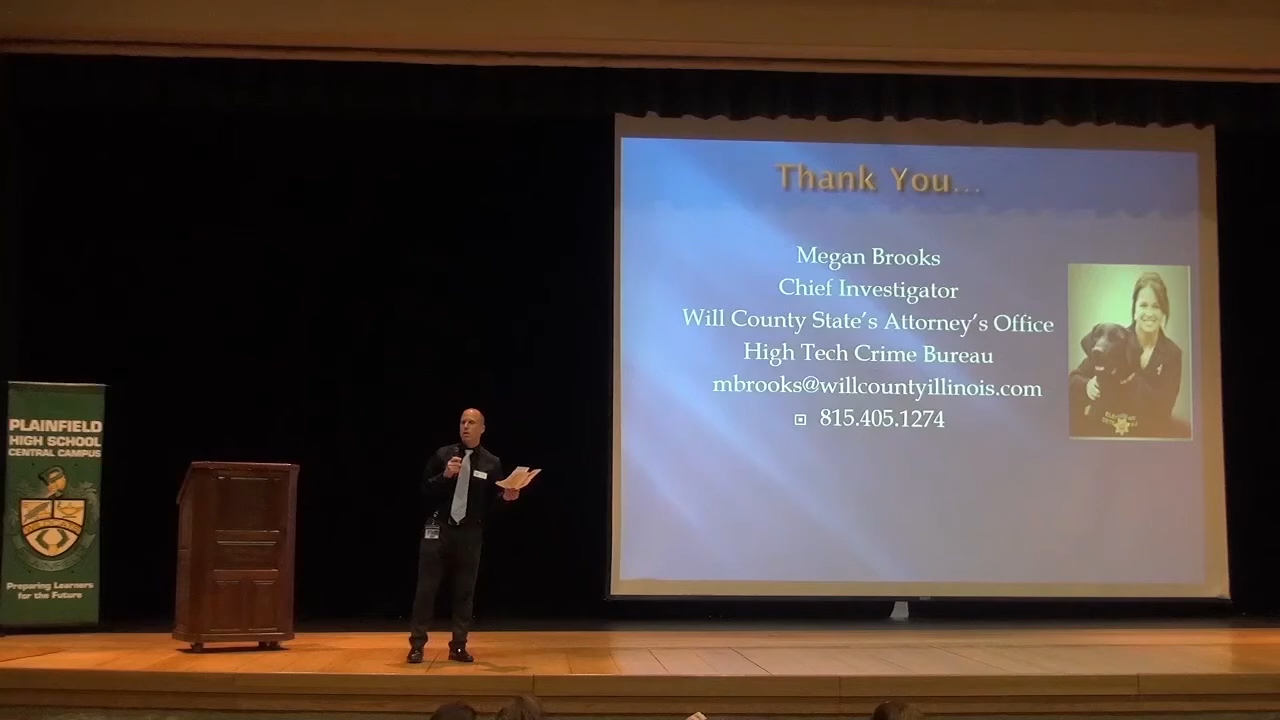 Thank You...
Megan Brooks
Chief Investigator
Will County State's Attorney's Office
High Tech Crime Bureau
mbrooks@willcountyillinois.com
815.405.1274
PLAINFIELD
HIGH SCHOOL
CENTRAL CAMPUS
Preparing Learners
for the Future